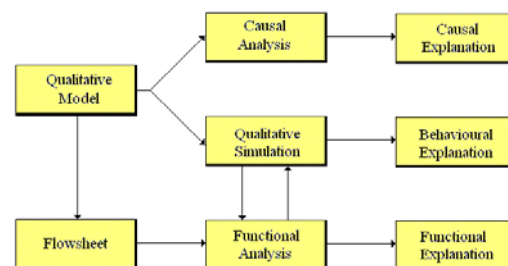 Causal
Analysis
Causal
Explanation
Qualitative
Model
Qualitative
Simulation
Behavioural
Explanation
Flowsheet
Functional
Analysis
Functional
Explanation